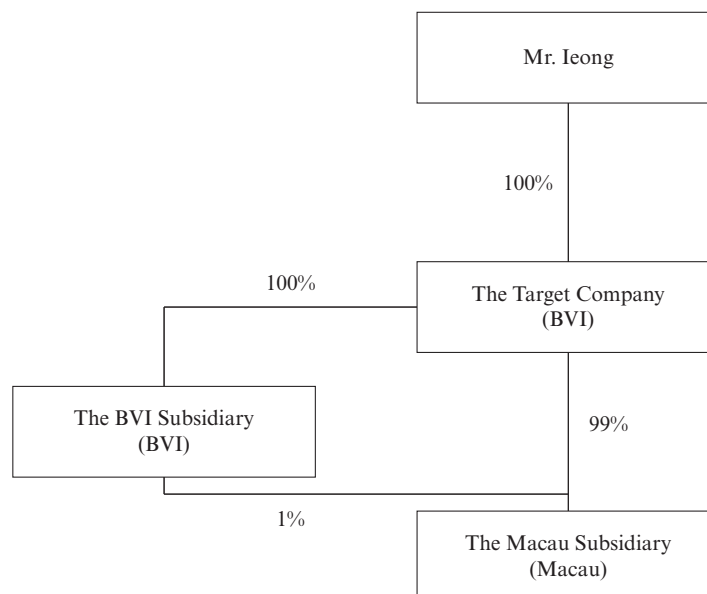 Mr. Ieong
100%
100%
The Target Company
(BVI)
The BVI Subsidiary
(BVI)
99%
1%
The Macau Subsidiary
(Macau)